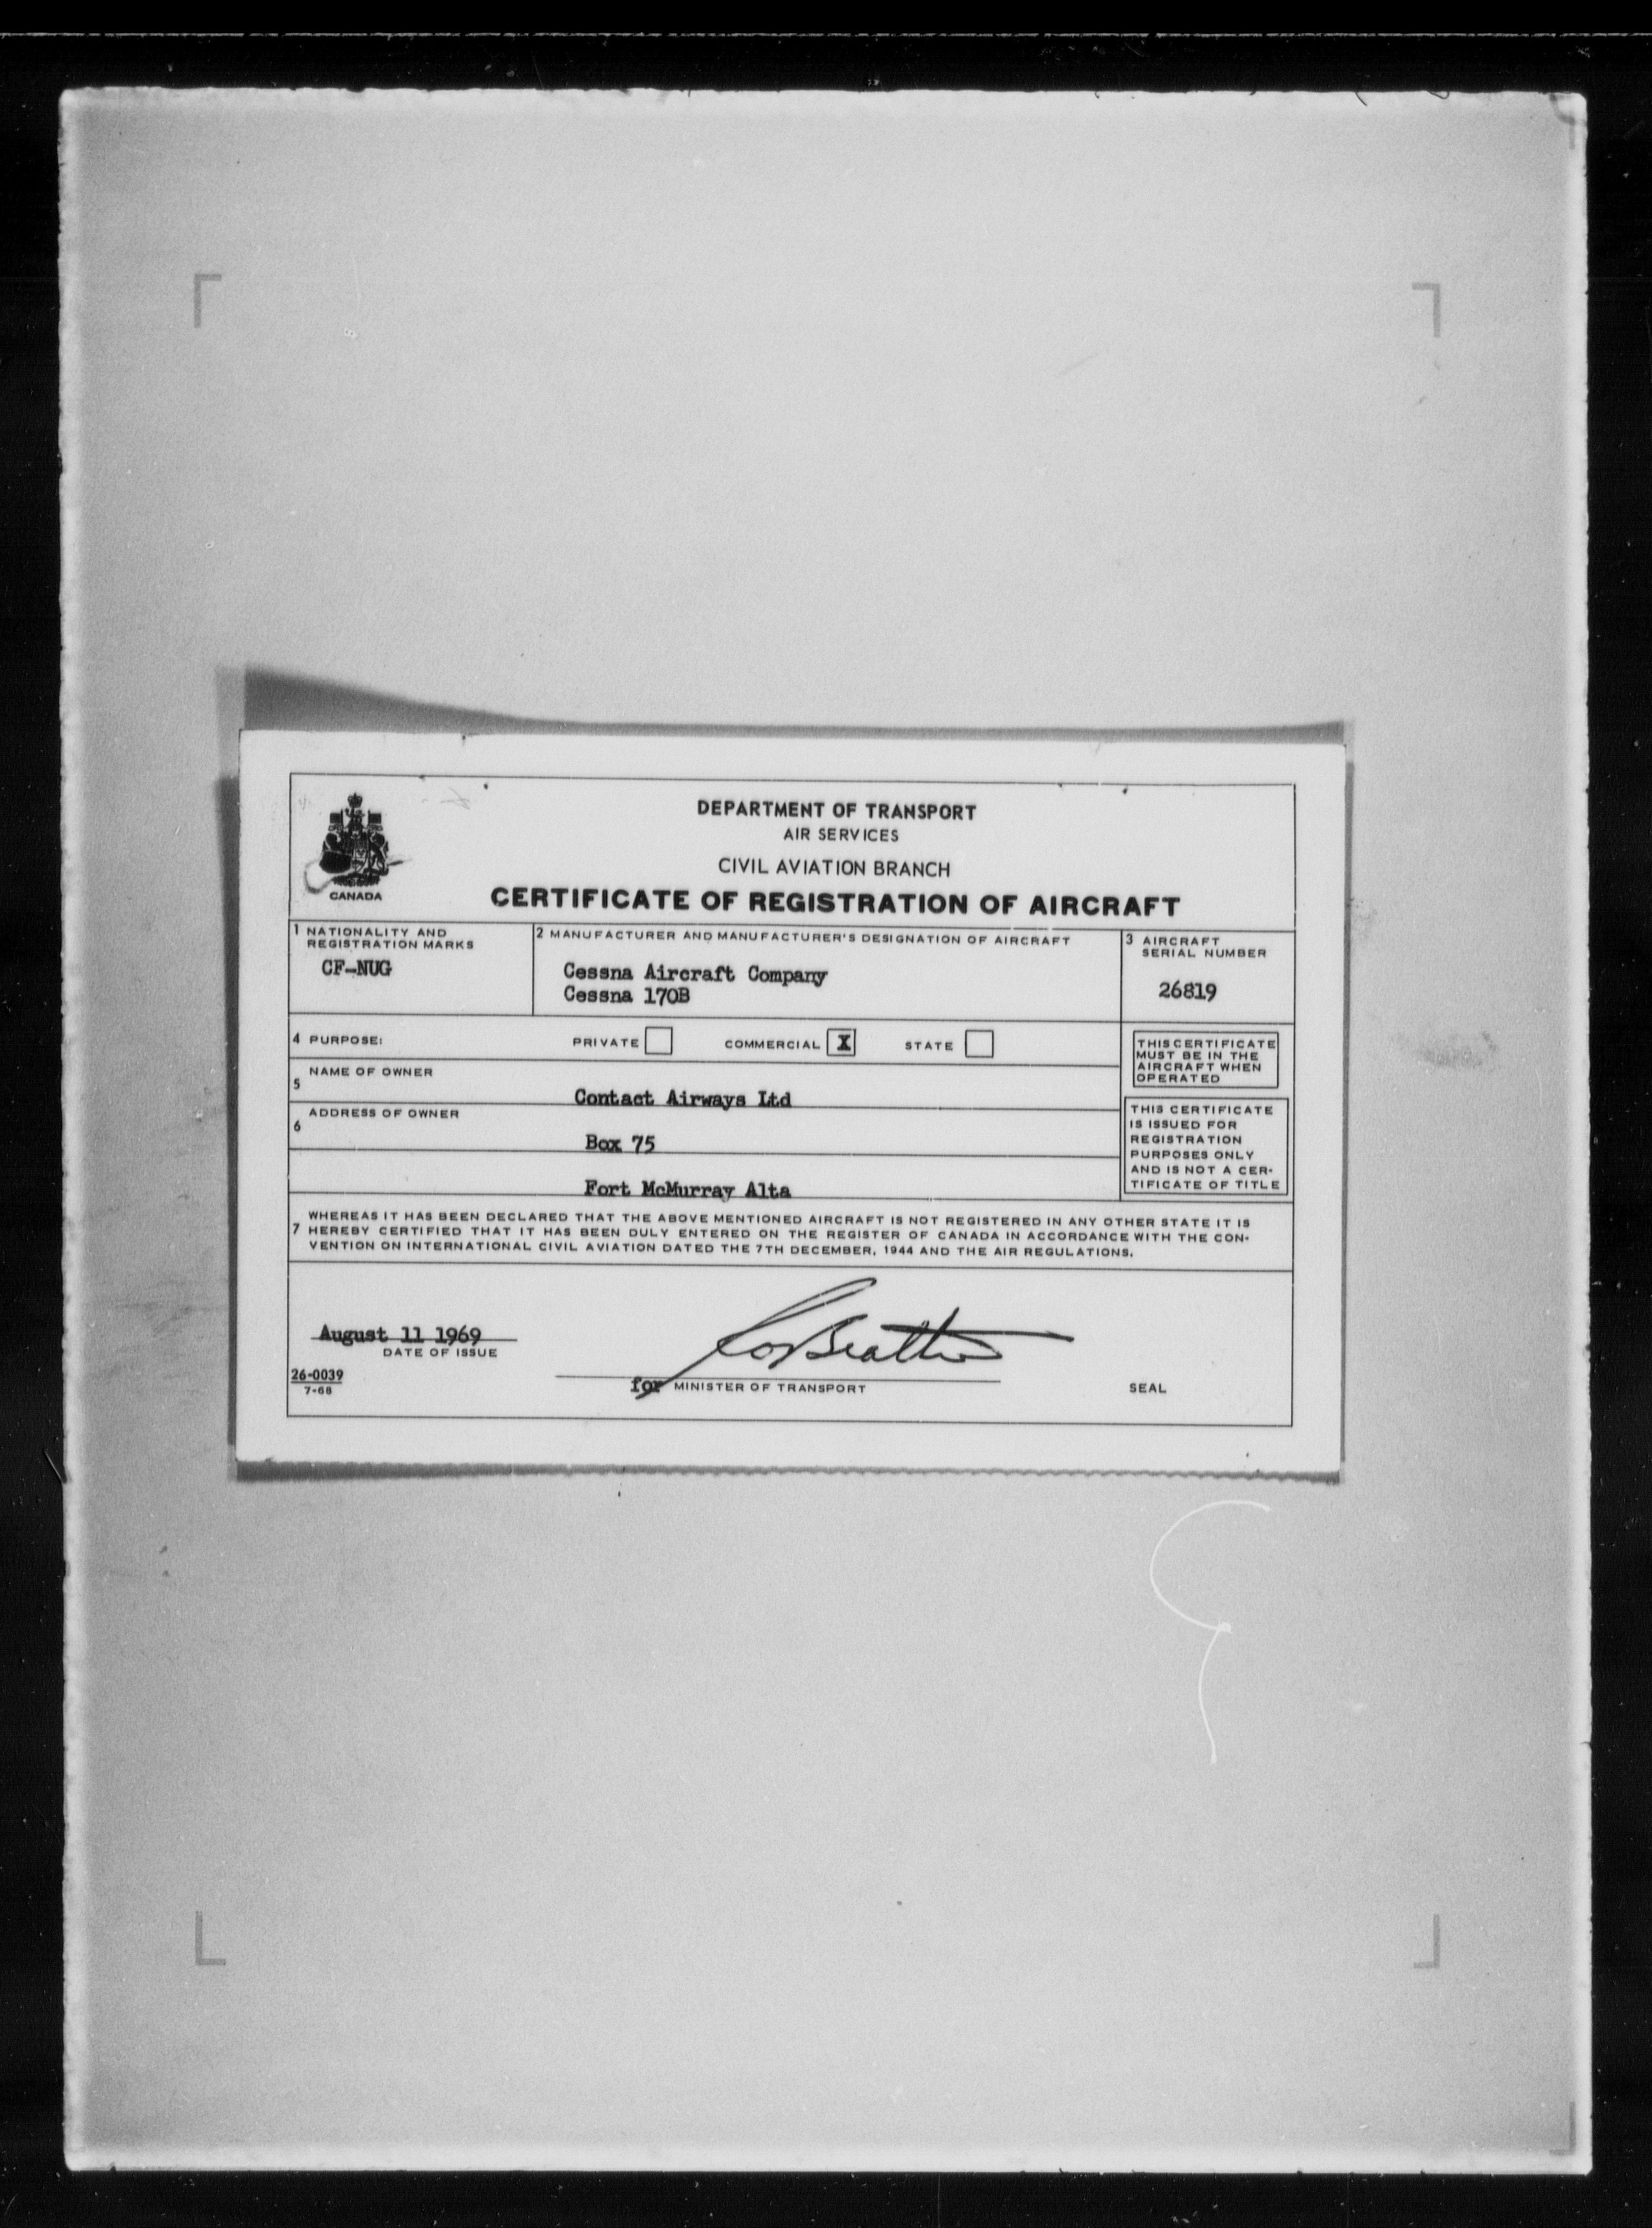 DEPARTMENT OF TRANSPORT
AIR SERVICES
CIVIL AVIATION BRANCH
CANADA
CERTIFICATE OF REGISTRATION OF AIRCRAFT
1 NATIONALITY AND
REGISTRATION MARKS
CF-NUG
2 MANUFACTURER AND MANUFACTURER'S DESIGNATION OF AIRCRAFT
Cessna Aircraft Company
Cessna 170B
3 AIRCRAFT
SERIAL NUMBER
26819
4 PURPOSE: PRIVATE COMMERCIAL X STATE
THIS CERTIFICATE
MUST BE IN THE
AIRCRAFT WHEN
OPERATED
5 NAME OF OWNER
Contact Airways Ltd
6 ADDRESS OF OWNER
Box 75
Fort McMurray Alta
THIS CERTIFICATE
IS ISSUED FOR
REGISTRATION
PURPOSES ONLY
AND IS NOT A CER-
TIFICATE OF TITLE
WHEREAS IT HAS BEEN DECLARED THAT THE ABOVE MENTIONED AIRCRAFT IS NOT REGISTERED IN ANY OTHER STATE IT IS
7 HEREBY CERTIFIED THAT IT HAS BEEN DULY ENTERED ON THE REGISTER OF CANADA IN ACCORDANCE WITH THE CON-
VENTION ON INTERNATIONAL CIVIL AVIATION DATED THE 7TH DECEMBER, 1944 AND THE AIR REGULATIONS.
August 11 1969
DATE OF ISSUE
26-0039
7-68
for MINISTER OF TRANSPORT
SEAL